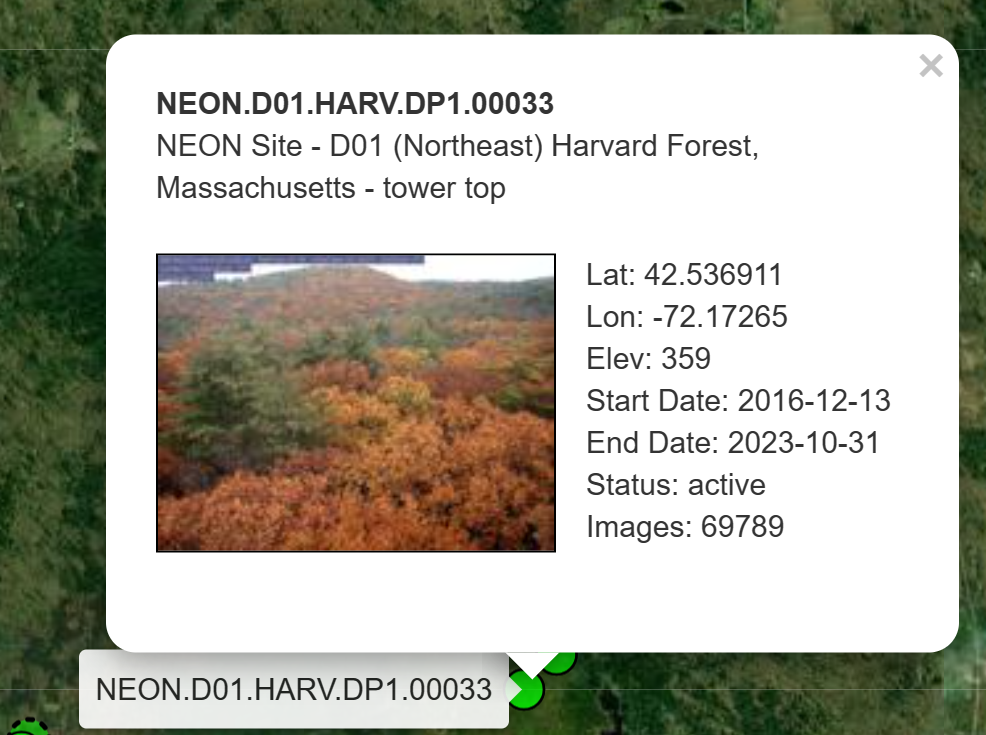 NEON.D01.HARV.DP1.00033
NEON Site - D01 (Northeast) Harvard Forest,
Massachusetts - tower top
Lat: 42.536911
Lon: -72.17265
Elev: 359
Start Date: 2016-12-13
End Date: 2023-10-31
Status: active
Images: 69789
NEON.D01.HARV.DP1.00033